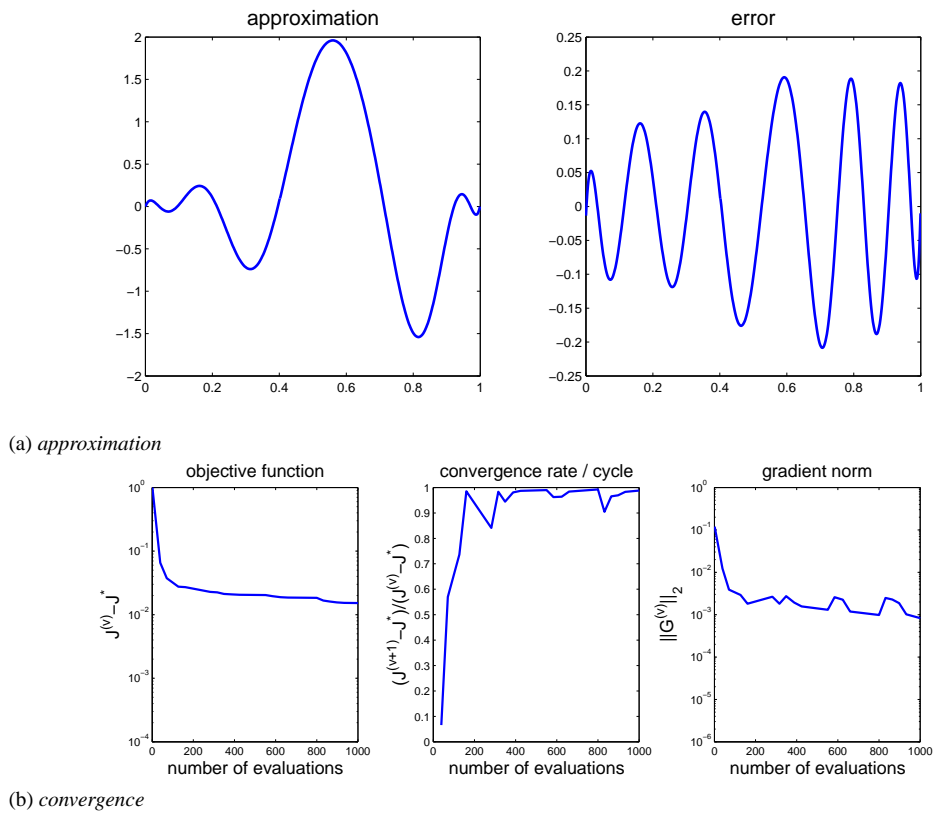 approximation
2
1.5
1
0.5
0
−0.5
−1
−1.5
−2
0 0.2 0.4 0.6 0.8 1
error
0.25
0.2
0.15
0.1
0.05
0
−0.05
−0.1
−0.15
−0.2
−0.25
0 0.2 0.4 0.6 0.8 1
(a) approximation
objective function
J^(v)−J^*
10^0
10^−1
10^−2
10^−3
10^−4
0 200 400 600 800 1000
number of evaluations
convergence rate / cycle
(J^(v+1)−J^*)/(J^(v)−J^*)
1
0.9
0.8
0.7
0.6
0.5
0.4
0.3
0.2
0.1
0
0 200 400 600 800 1000
number of evaluations
gradient norm
||G^(v)||_2
10^0
10^−1
10^−2
10^−3
10^−4
10^−5
10^−6
0 200 400 600 800 1000
number of evaluations
(b) convergence